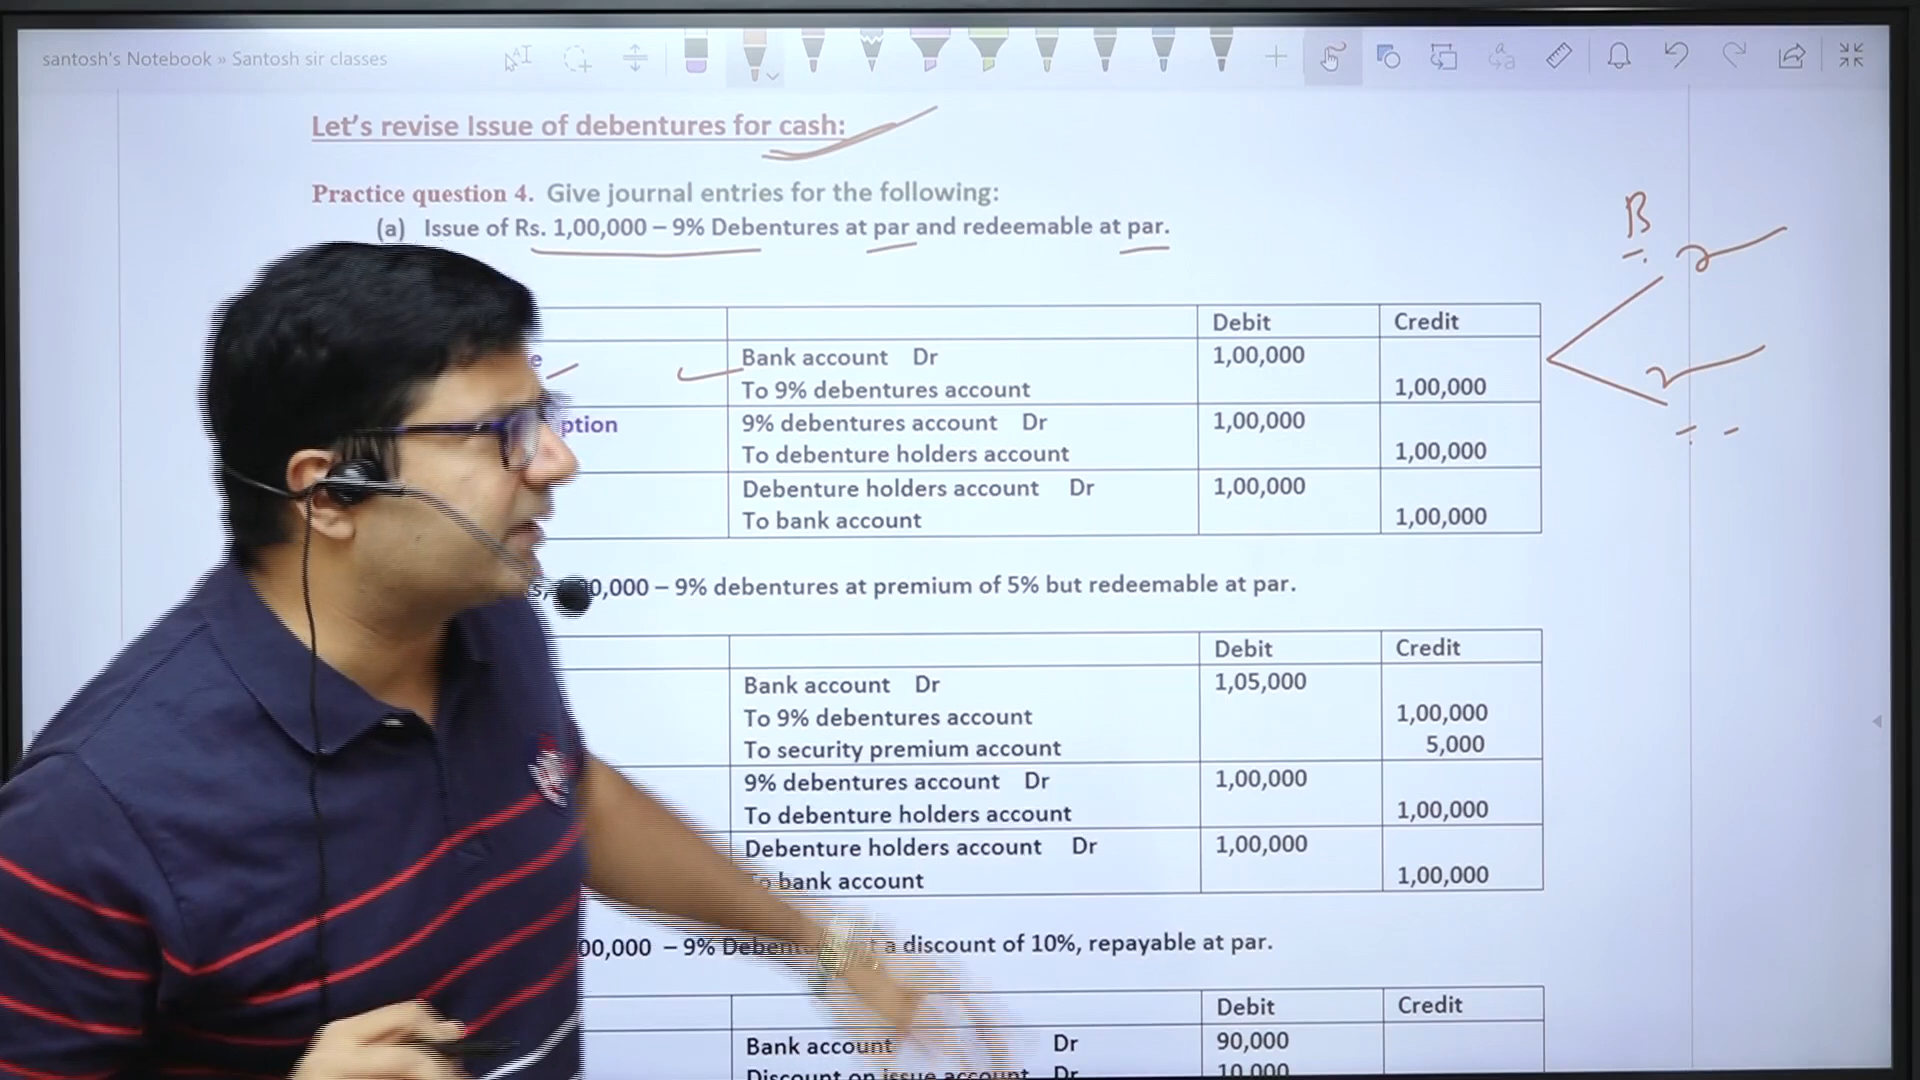 santosh's Notebook » Santosh sir classes
Let's revise Issue of debentures for cash:
Practice question 4. Give journal entries for the following:
(a) Issue of Rs. 1,00,000 – 9% Debentures at par and redeemable at par.
B
Debit Credit
Bank account Dr 1,00,000
To 9% debentures account 1,00,000
ption 9% debentures account Dr 1,00,000
To debenture holders account 1,00,000
Debenture holders account Dr 1,00,000
To bank account 1,00,000
0,000 – 9% debentures at premium of 5% but redeemable at par.
Debit Credit
Bank account Dr 1,05,000
To 9% debentures account 1,00,000
To security premium account 5,000
9% debentures account Dr 1,00,000
To debenture holders account 1,00,000
Debenture holders account Dr 1,00,000
bank account 1,00,000
00,000 – 9% a discount of 10%, repayable at par.
Debit Credit
Bank account Dr 90,000
Discount on issue account Dr 10,000